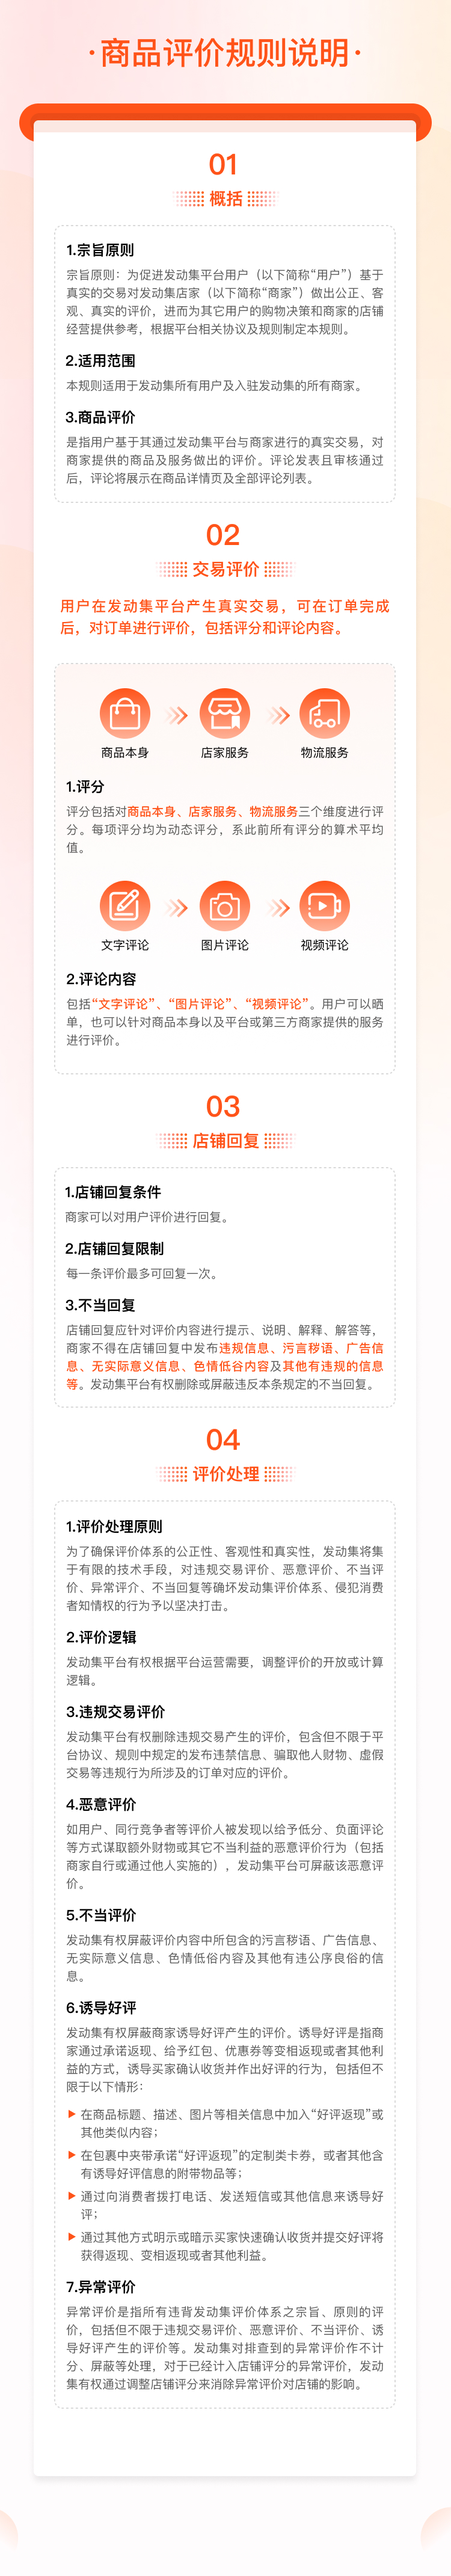 ·商品评价规则说明·
01
概括
1.宗旨原则
宗旨原则：为促进发动集平台用户（以下简称“用户”）基于
真实的交易对发动集店家（以下简称“商家”）做出公正、客
观、真实的评价，进而为其它用户的购物决策和商家的店铺
经营提供参考，根据平台相关协议及规则制定本规则。
2.适用范围
本规则适用于发动集所有用户及入驻发动集的所有商家。
3.商品评价
是指用户基于其通过发动集平台与商家进行的真实交易，对
商家提供的商品及服务做出的评价。评论发表且审核通过
后，评论将展示在商品详情页及全部评论列表。
02
交易评价
用户在发动集平台产生真实交易，可在订单完成
后，对订单进行评价，包括评分和评论内容。
商品本身
店家服务
物流服务
1.评分
评分包括对商品本身、店家服务、物流服务三个维度进行评
分。每项评分均为动态评分，系此前所有评分的算术平均
值。
文字评论
图片评论
视频评论
2.评论内容
包括“文字评论”、“图片评论”、“视频评论”。用户可以晒
单，也可以针对商品本身以及平台或第三方商家提供的服务
进行评价。
03
店铺回复
1.店铺回复条件
商家可以对用户评价进行回复。
2.店铺回复限制
每一条评价最多可回复一次。
3.不当回复
店铺回复应针对评价内容进行提示、说明、解释、解答等，
商家不得在店铺回复中发布违规信息、污言秽语、广告信
息、无实际意义信息、色情低谷内容及其他有违规的信息
等。发动集平台有权删除或屏蔽违反本条规定的不当回复。
04
评价处理
1.评价处理原则
为了确保评价体系的公正性、客观性和真实性，发动集将集
于有限的技术手段，对违规交易评价、恶意评价、不当评
价、异常评介、不当回复等确坏发动集评价体系、侵犯消费
者知情权的行为予以坚决打击。
2.评价逻辑
发动集平台有权根据平台运营需要，调整评价的开放或计算
逻辑。
3.违规交易评价
发动集平台有权删除违规交易产生的评价，包含但不限于平
台协议、规则中规定的发布违禁信息、骗取他人财物、虚假
交易等违规行为所涉及的订单对应的评价。
4.恶意评价
如用户、同行竞争者等评价人被发现以给予低分、负面评论
等方式谋取额外财物或其它不当利益的恶意评价行为（包括
商家自行或通过他人实施的），发动集平台可屏蔽该恶意评
价。
5.不当评价
发动集有权屏蔽评价内容中所包含的污言秽语、广告信息、
无实际意义信息、色情低俗内容及其他有违公序良俗的信
息。
6.诱导好评
发动集有权屏蔽商家诱导好评产生的评价。诱导好评是指商
家通过承诺返现、给予红包、优惠券等变相返现或者其他利
益的方式，诱导买家确认收货并作出好评的行为，包括但不
限于以下情形：
在商品标题、描述、图片等相关信息中加入“好评返现”或
其他类似内容；
在包裹中夹带承诺“好评返现”的定制类卡券，或者其他含
有诱导好评信息的附带物品等；
通过向消费者拨打电话、发送短信或其他信息来诱导好
评；
通过其他方式明示或暗示买家快速确认收货并提交好评将
获得返现、变相返现或者其他利益。
7.异常评价
异常评价是指所有违背发动集评价体系之宗旨、原则的评
价，包括但不限于违规交易评价、恶意评价、不当评价、诱
导好评产生的评价等。发动集对排查到的异常评价作不计
分、屏蔽等处理，对于已经计入店铺评分的异常评价，发动
集有权通过调整店铺评分来消除异常评价对店铺的影响。